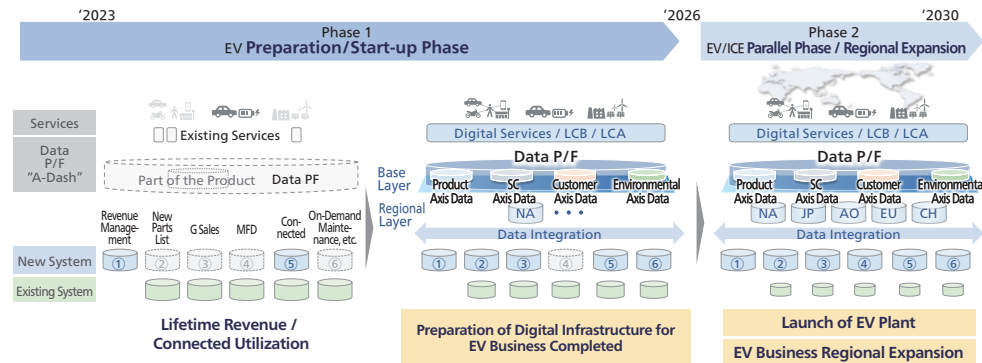 ’2023
’2026
’2030
Phase 1
EV Preparation/Start-up Phase
Phase 2
EV/ICE Parallel Phase / Regional Expansion
Services
Data
P/F
"A-Dash"
Existing Services
Part of the Product Data PF
Revenue
Manage-
ment
New
Parts
List
G Sales
MFD
Con-
nected
On-Demand
Mainte-
nance, etc.
New System
① ② ③ ④ ⑤ ⑥
Existing System
Lifetime Revenue /
Connected Utilization
Digital Services / LCB / LCA
Data P/F
Base
Layer
Product
Axis Data
SC
Axis Data
Customer
Axis Data
Environmental
Axis Data
Regional
Layer
NA • • •
Data Integration
① ② ③ ④ ⑤ ⑥
Preparation of Digital Infrastructure for
EV Business Completed
Digital Services / LCB / LCA
Data P/F
Product
Axis Data
SC
Axis Data
Customer
Axis Data
Environmental
Axis Data
NA JP AO EU CH
Data Integration
① ② ③ ④ ⑤ ⑥
Launch of EV Plant
EV Business Regional Expansion